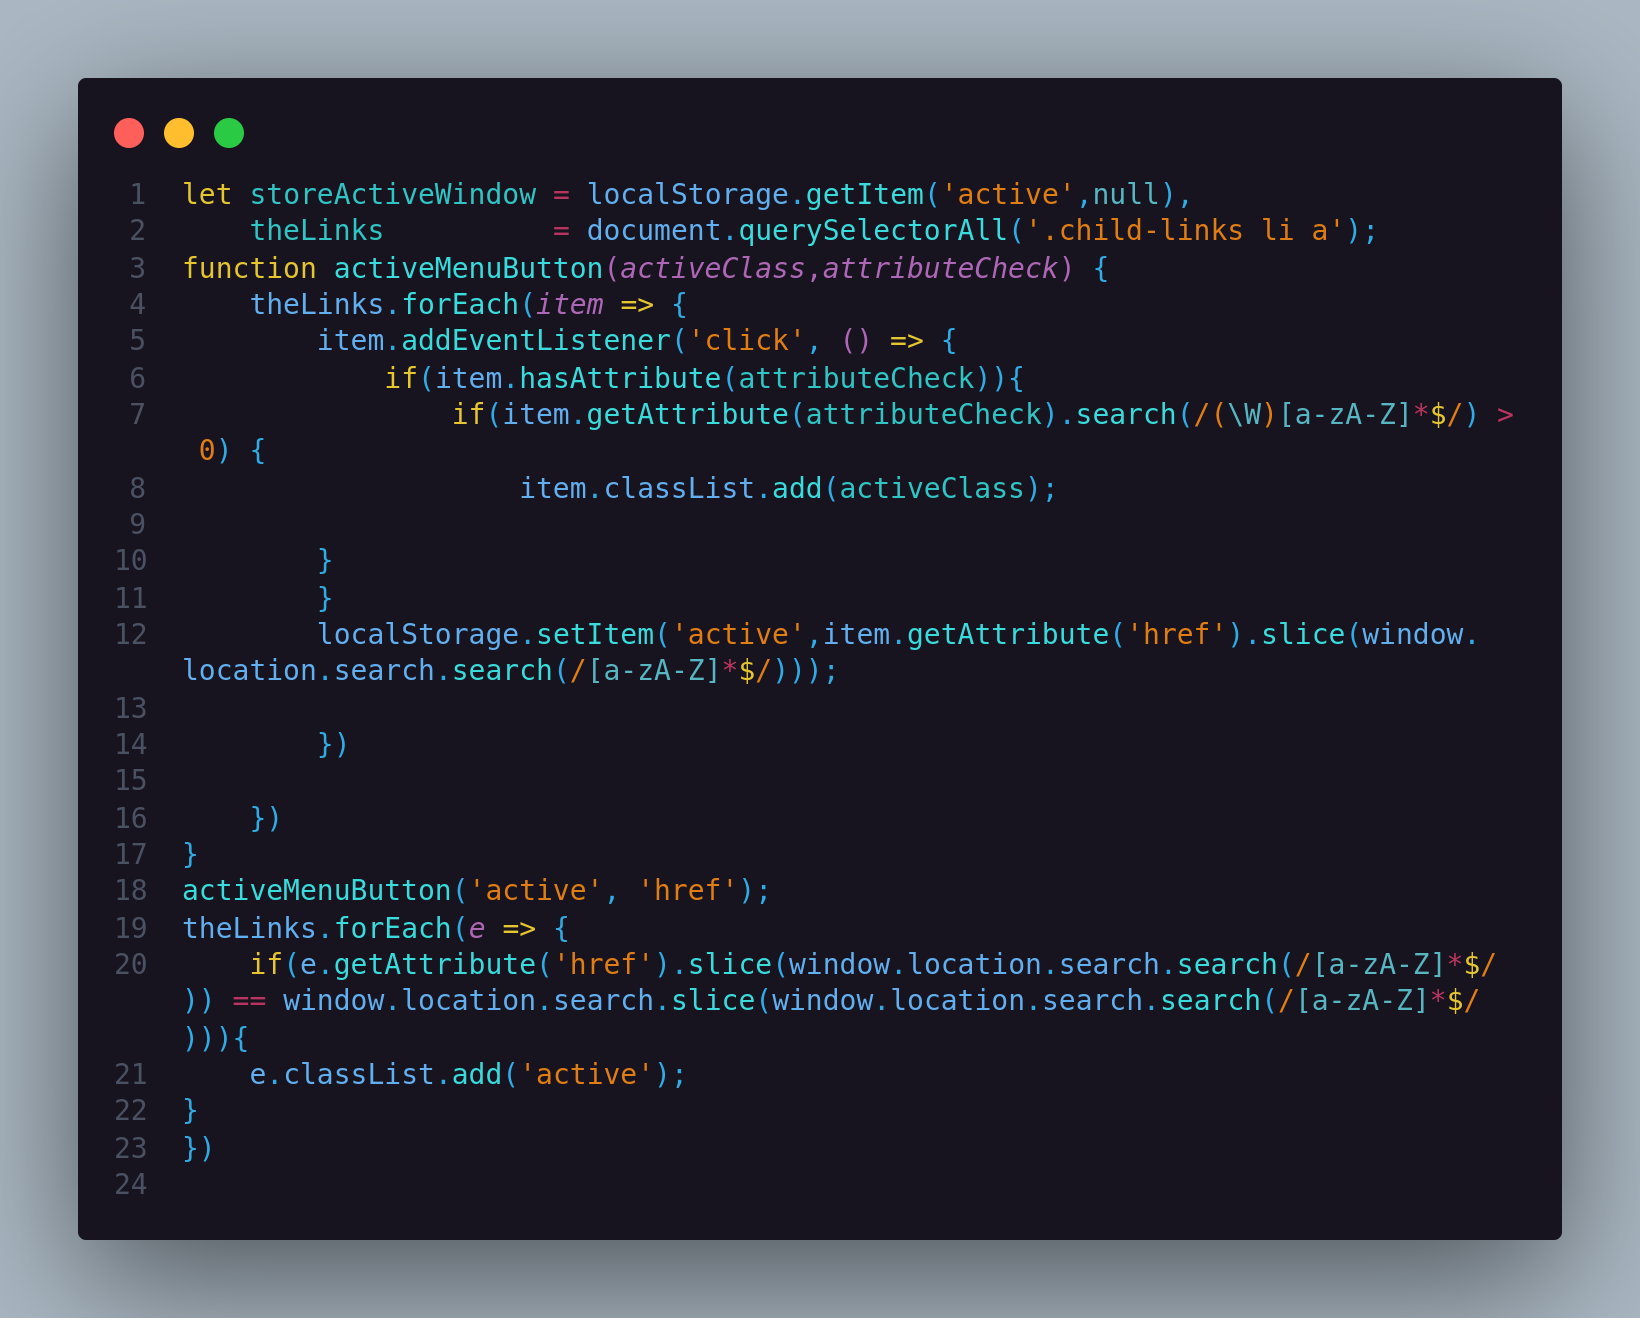 1 let storeActiveWindow = localStorage.getItem('active',null),
2     theLinks          = document.querySelectorAll('.child-links li a');
3 function activeMenuButton(activeClass,attributeCheck) {
4     theLinks.forEach(item => {
5         item.addEventListener('click', () => {
6             if(item.hasAttribute(attributeCheck)){
7                 if(item.getAttribute(attributeCheck).search(/(\W)[a-zA-Z]*$/) >
 0) {
8                     item.classList.add(activeClass);
9
10         }
11         }
12         localStorage.setItem('active',item.getAttribute('href').slice(window.
location.search.search(/[a-zA-Z]*$/)));
13
14         })
15
16     })
17 }
18 activeMenuButton('active', 'href');
19 theLinks.forEach(e => {
20     if(e.getAttribute('href').slice(window.location.search.search(/[a-zA-Z]*$/
)) == window.location.search.slice(window.location.search.search(/[a-zA-Z]*$/
))){
21     e.classList.add('active');
22 }
23 })
24